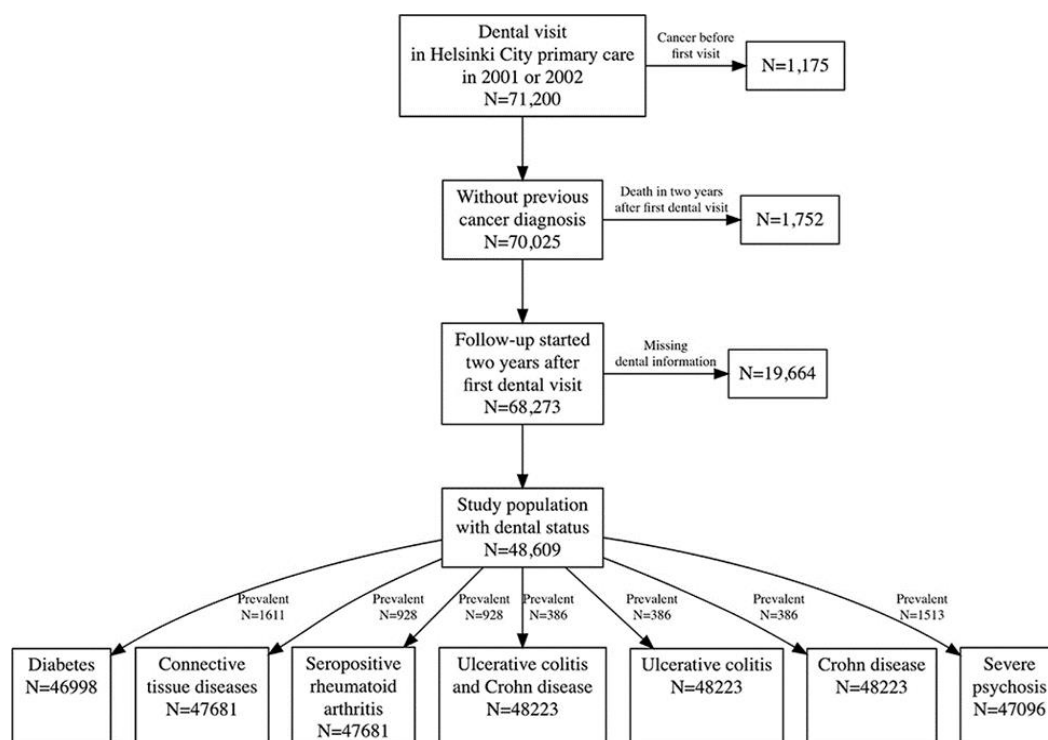 Dental visit
in Helsinki City primary care
in 2001 or 2002
N=71,200
Cancer before
first visit
N=1,175
Without previous
cancer diagnosis
N=70,025
Death in two years
after first dental visit
N=1,752
Follow-up started
two years after
first dental visit
N=68,273
Missing
dental information
N=19,664
Study population
with dental status
N=48,609
Prevalent
N=1611
Prevalent
N=928
Prevalent
N=928
Prevalent
N=386
Prevalent
N=386
Prevalent
N=386
Prevalent
N=1513
Diabetes
N=46998
Connective
tissue diseases
N=47681
Seropositive
rheumatoid
arthritis
N=47681
Ulcerative colitis
and Crohn disease
N=48223
Ulcerative colitis
N=48223
Crohn disease
N=48223
Severe
psychosis
N=47096